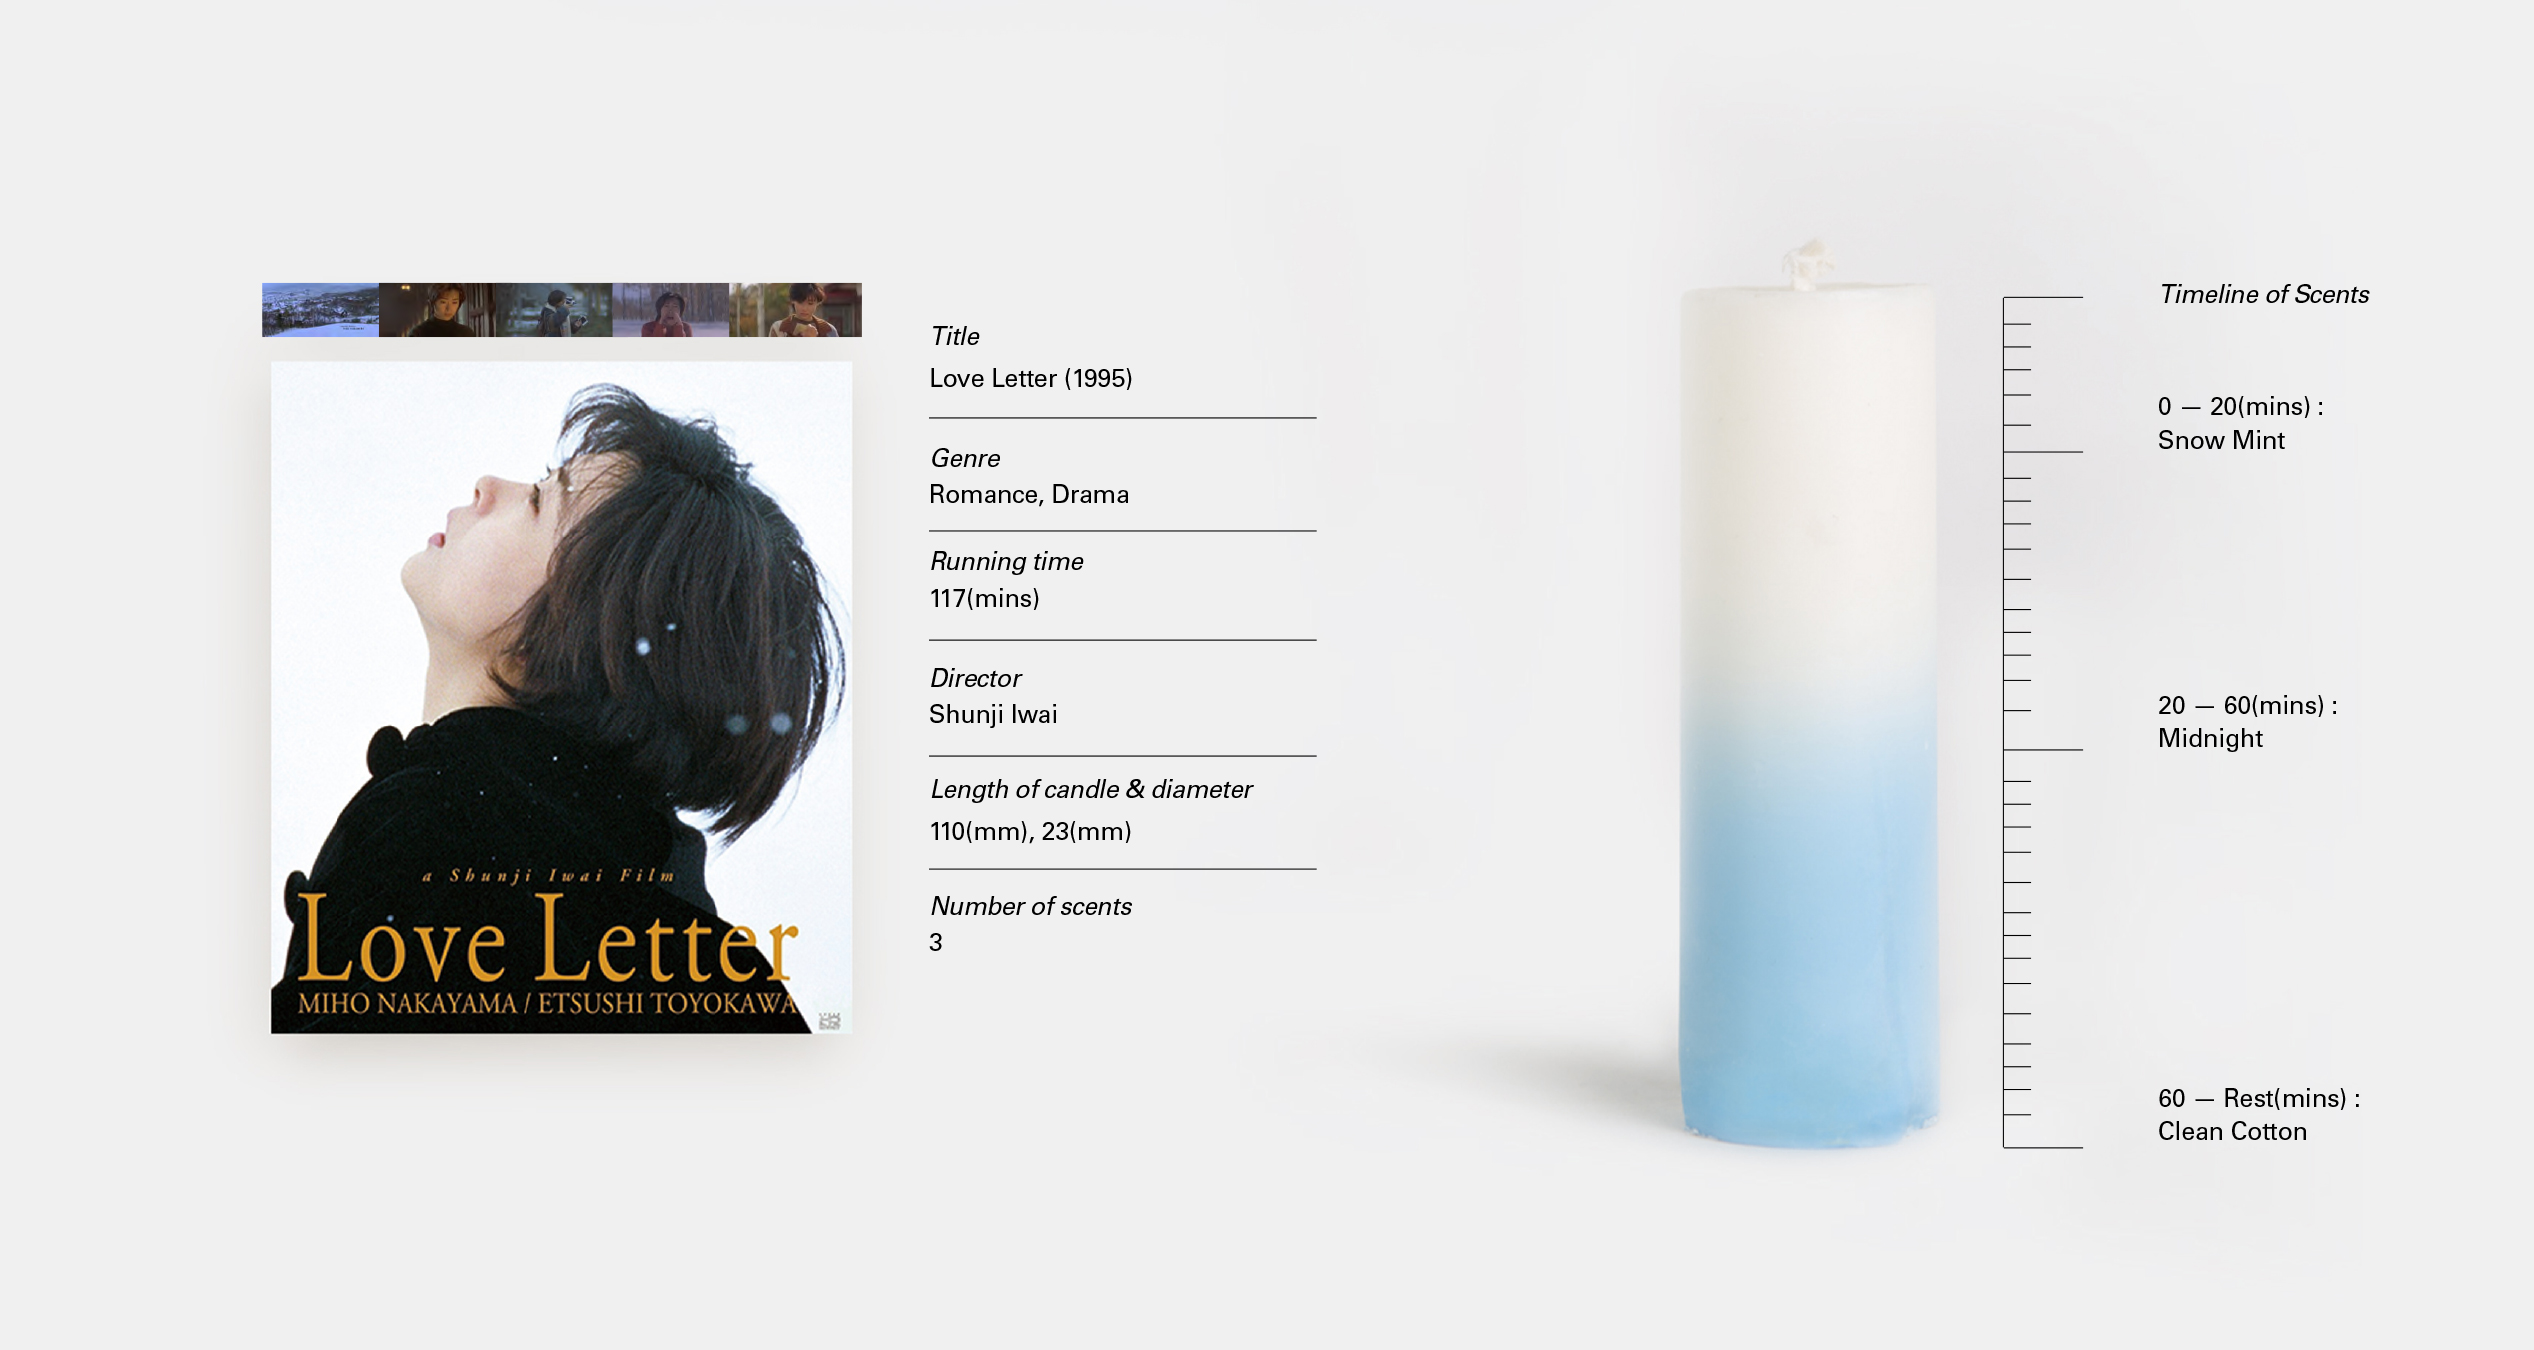 a Shunji Iwai Film
Love Letter
MIHO NAKAYAMA / ETSUSHI TOYOKAWA
Title
Love Letter (1995)
Genre
Romance, Drama
Running time
117(mins)
Director
Shunji Iwai
Length of candle & diameter
110(mm), 23(mm)
Number of scents
3
Timeline of Scents
0 — 20(mins) :
Snow Mint
20 — 60(mins) :
Midnight
60 — Rest(mins) :
Clean Cotton